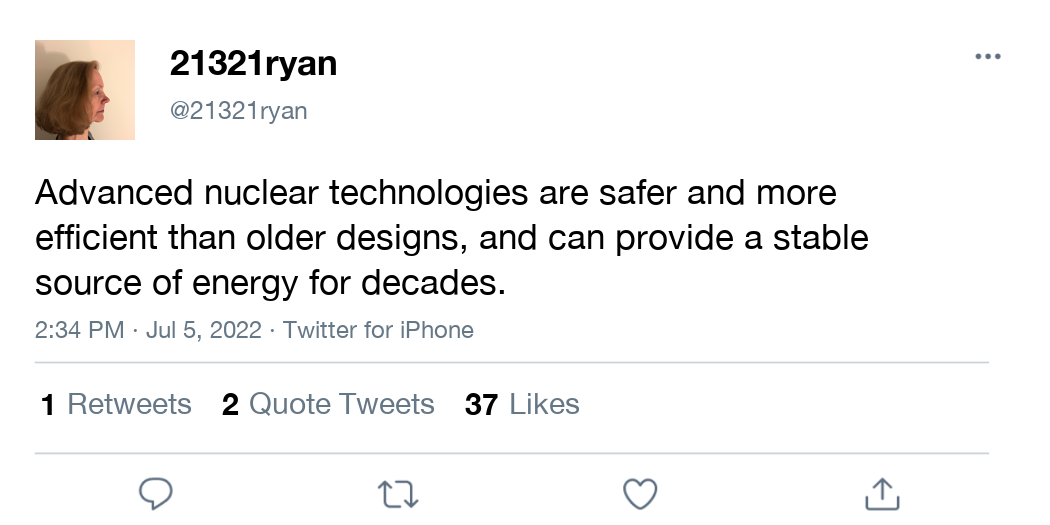 21321ryan
@21321ryan
Advanced nuclear technologies are safer and more
efficient than older designs, and can provide a stable
source of energy for decades.
2:34 PM · Jul 5, 2022 · Twitter for iPhone
1 Retweets 2 Quote Tweets 37 Likes